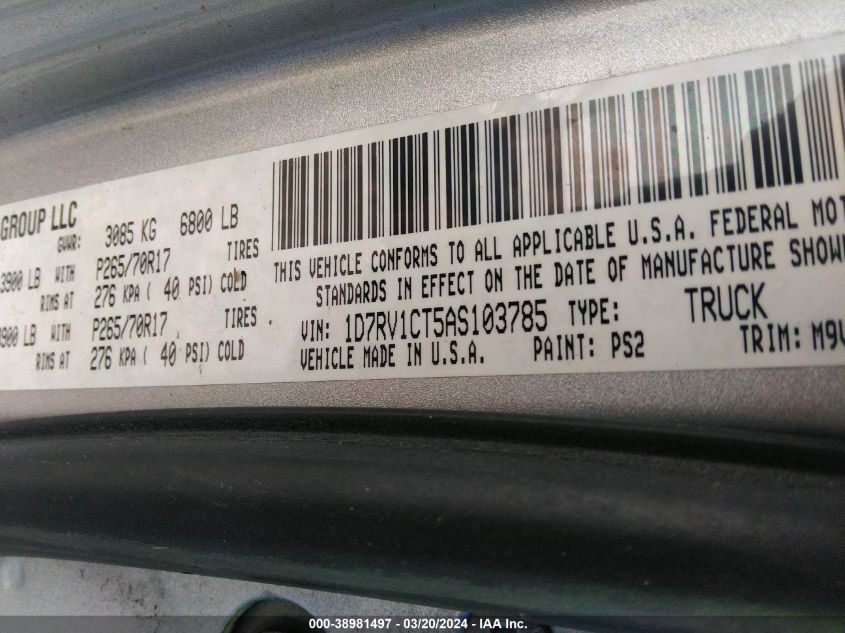 GROUP LLC
GVWR: 3085 KG 6800 LB
3900 LB WITH P265/70R17 TIRES
RIMS AT 276 KPA ( 40 PSI) COLD
900 LB WITH P265/70R17 TIRES
RIMS AT 276 KPA ( 40 PSI) COLD
THIS VEHICLE CONFORMS TO ALL APPLICABLE U.S.A. FEDERAL MOT
STANDARDS IN EFFECT ON THE DATE OF MANUFACTURE SHOW
VIN: 1D7RV1CT5AS103785 TYPE: TRUCK
VEHICLE MADE IN U.S.A. PAINT: PS2 TRIM: M9
000-38981497 - 03/20/2024 - IAA Inc.